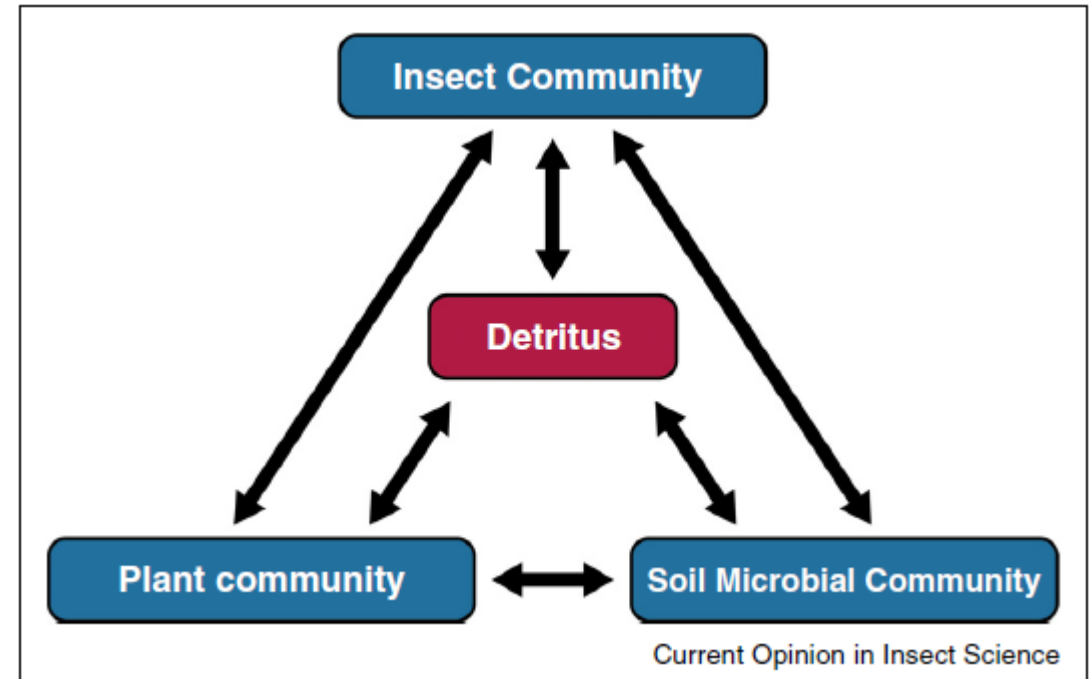 Insect Community
Detritus
Plant community
Soil Microbial Community
Current Opinion in Insect Science